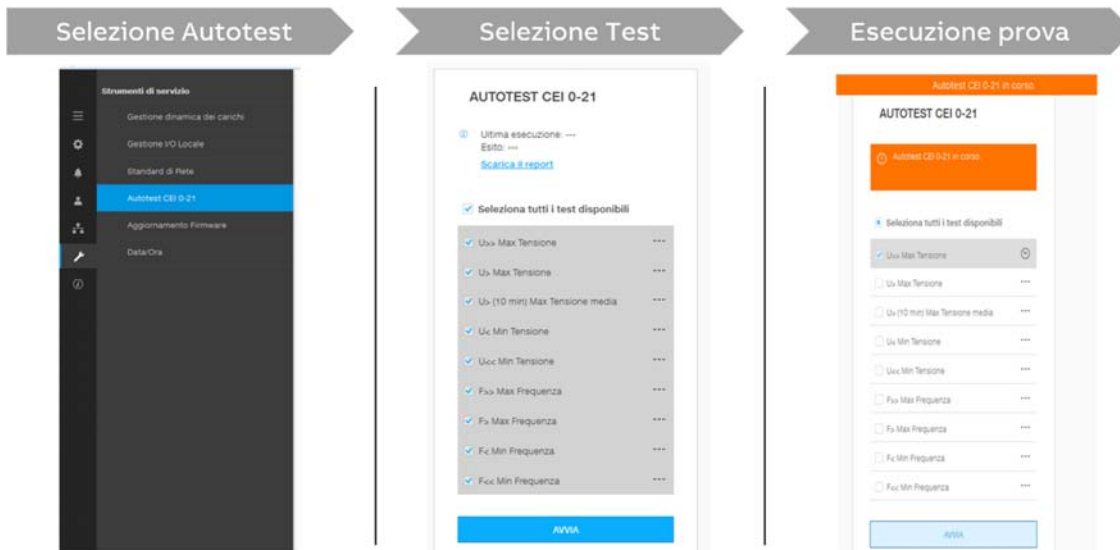 Selezione Autotest
Selezione Test
Esecuzione prova
Strumenti di servizio
Gestione dinamica dei carichi
Gestione I/O Locale
Standard di Rete
Autotest CEI 0-21
Aggiornamento Firmware
Data/Ora
AUTOTEST CEI 0-21
Ultima esecuzione: ---
Esito: ---
Scarica il report
Seleziona tutti i test disponibili
U>> Max Tensione ---
U> Max Tensione ---
U> (10 min) Max Tensione media ---
U< Min Tensione ---
U<< Min Tensione ---
F>> Max Frequenza ---
F> Max Frequenza ---
F< Min Frequenza ---
F<< Min Frequenza ---
AVVIA
Autotest CEI 0-21 in corso.
AUTOTEST CEI 0-21
Autotest CEI 0-21 in corso.
Seleziona tutti i test disponibili
U>> Max Tensione
U> Max Tensione ---
U> (10 min) Max Tensione media ---
U< Min Tensione ---
U<< Min Tensione ---
F>> Max Frequenza ---
F> Max Frequenza ---
F< Min Frequenza ---
F<< Min Frequenza ---
AVVIA